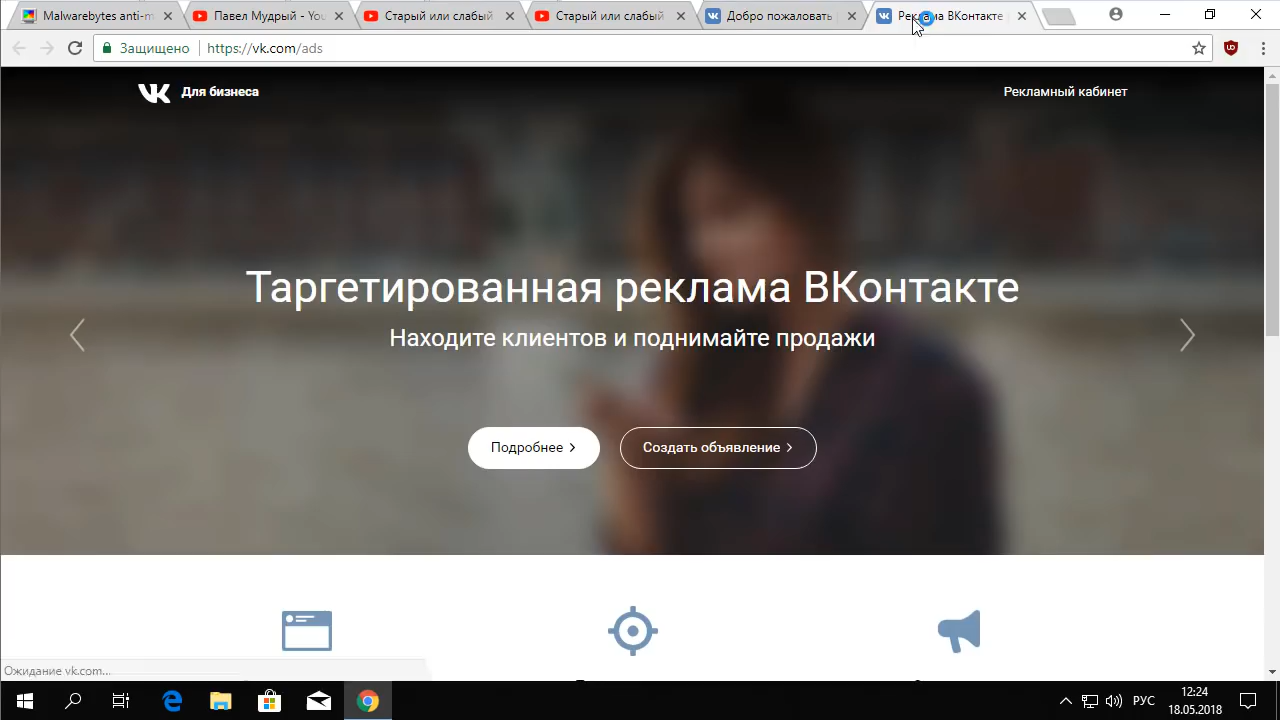 Malwarebytes anti-m
Павел Мудрый - You
Старый или слабый
Старый или слабый
Добро пожаловать
Реклама ВКонтакте
Защищено
https://vk.com/ads
Для бизнеса
Рекламный кабинет
Таргетированная реклама ВКонтакте
Находите клиентов и поднимайте продажи
Подробнее
Создать объявление
Ожидание vk.com...
РУС
12:24
18.05.2018